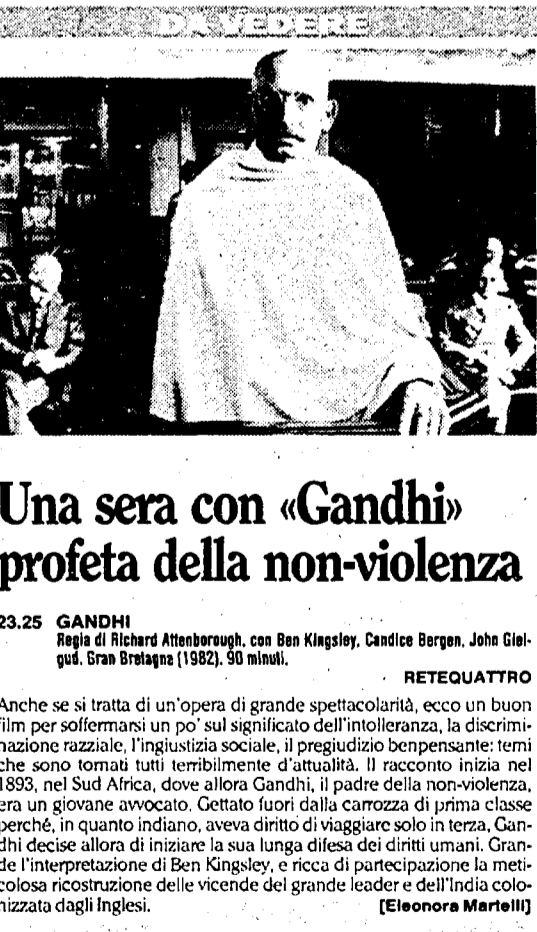 DA VEDERE
Una sera con «Gandhi»
profeta della non-violenza
23.25 GANDHI
Regia di Richard Attenborough, con Ben Kingsley, Candice Bergen, John Giel-
gud. Gran Bretagna (1982). 90 minuti.
RETEQUATTRO
Anche se si tratta di un'opera di grande spettacolarità, ecco un buon
film per soffermarsi un po' sul significato dell'intolleranza, la discrimi-
nazione razziale, l'ingiustizia sociale, il pregiudizio benpensante: temi
che sono tornati tutti terribilmente d'attualità. Il racconto inizia nel
1893, nel Sud Africa, dove allora Gandhi, il padre della non-violenza,
era un giovane avvocato. Gettato fuori dalla carrozza di prima classe
perché, in quanto indiano, aveva diritto di viaggiare solo in terza, Gan-
dhi decise allora di iniziare la sua lunga difesa dei diritti umani. Gran-
de l'interpretazione di Ben Kingsley, e ricca di partecipazione la meti-
colosa ricostruzione delle vicende del grande leader e dell'India colo-
nizzata dagli Inglesi. [Eleonora Martelli]